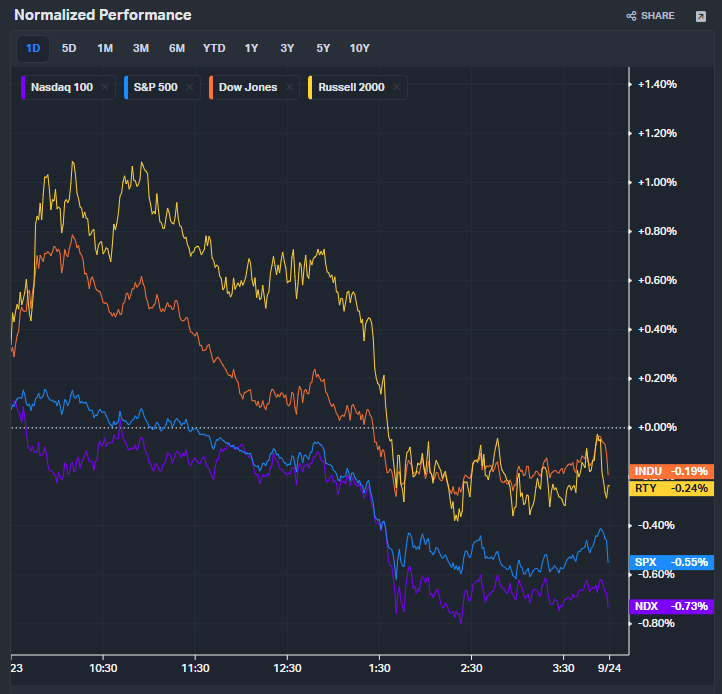 Normalized Performance
SHARE
1D 5D 1M 3M 6M YTD 1Y 3Y 5Y 10Y
Nasdaq 100 × S&P 500 × Dow Jones × Russell 2000 ×
+1.40%
+1.20%
+1.00%
+0.80%
+0.60%
+0.40%
+0.20%
+0.00%
INDU -0.19%
RTY -0.24%
-0.40%
SPX -0.55%
-0.60%
NDX -0.73%
-0.80%
23 10:30 11:30 12:30 1:30 2:30 3:30 9/24